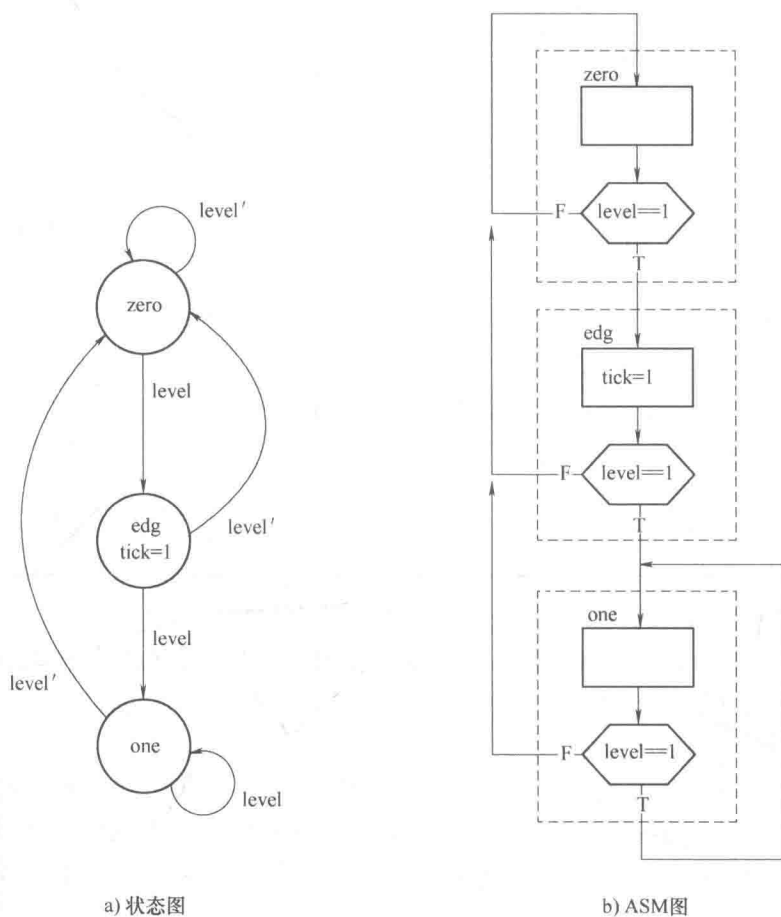 level′
zero
level
edg
tick=1
level′
level
level′
one
level
a) 状态图
zero
level==1
F
T
edg
tick=1
level==1
F
T
one
level==1
F
T
b) ASM图